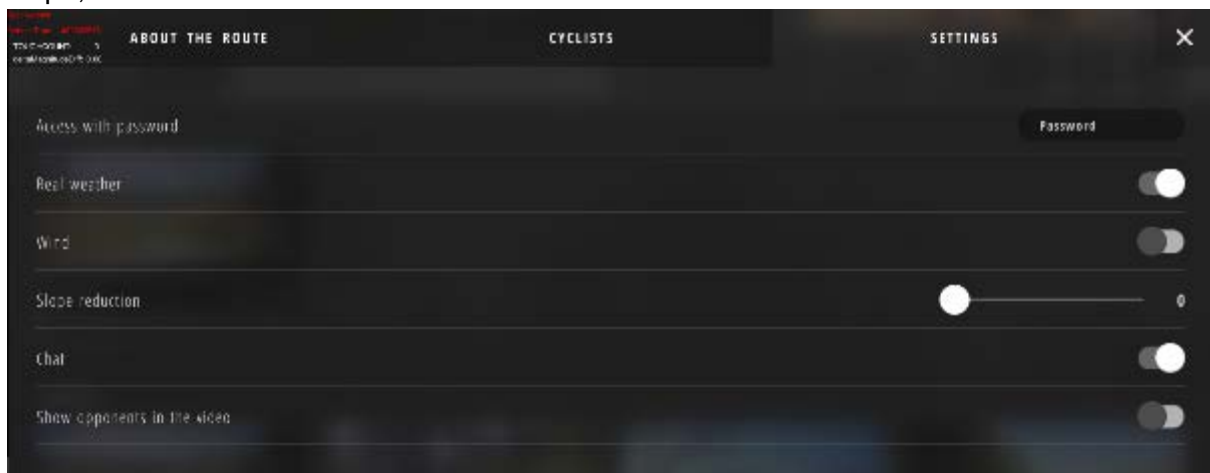 ABOUT THE ROUTE
CYCLISTS
SETTINGS
Access with password
Password
Real weather
Wind
Slope reduction
0
Chat
Show opponents in the video